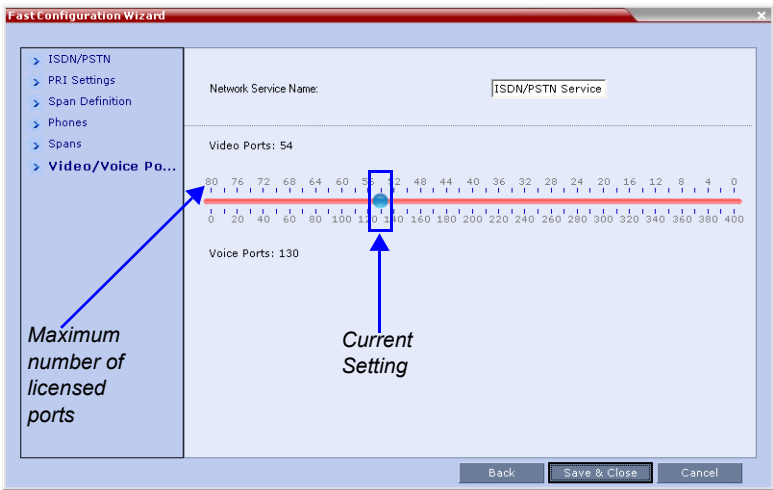 Fast Configuration Wizard
ISDN/PSTN
PRI Settings
Span Definition
Phones
Spans
Video/Voice Po...
Network Service Name: ISDN/PSTN Service
Video Ports: 54
80 76 72 68 64 60 56 52 48 44 40 36 32 28 24 20 16 12 8 4 0
0 20 40 60 80 100 120 140 160 180 200 220 240 260 280 300 320 340 360 380 400
Voice Ports: 130
Maximum
number of
licensed
ports
Current
Setting
Back Save & Close Cancel